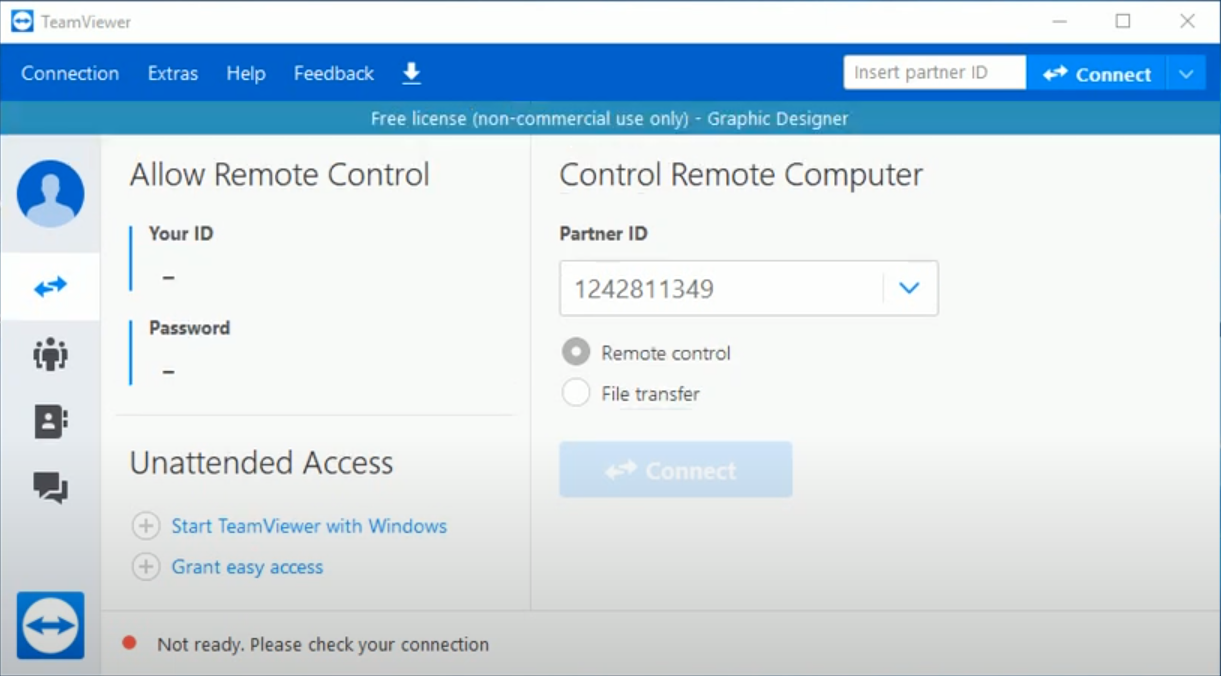 TeamViewer
Connection Extras Help Feedback
Insert partner ID
Connect
Free license (non-commercial use only) - Graphic Designer
Allow Remote Control
Your ID
–
Password
–
Unattended Access
Start TeamViewer with Windows
Grant easy access
Control Remote Computer
Partner ID
1242811349
Remote control
File transfer
Connect
Not ready. Please check your connection